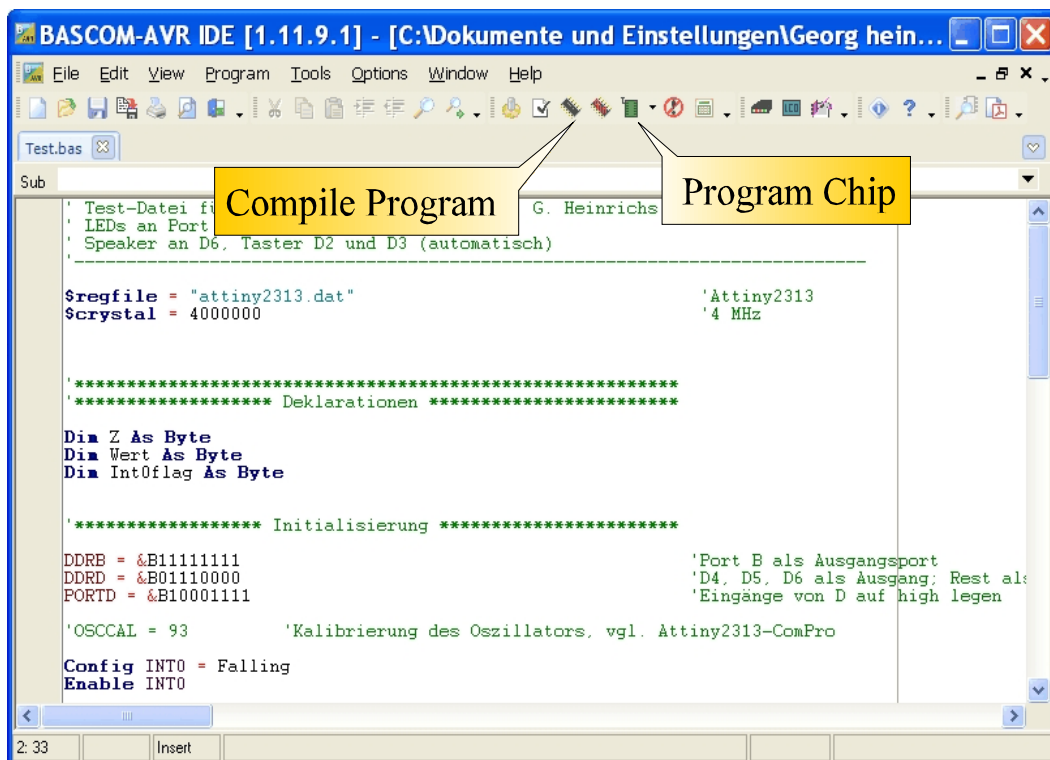 BASCOM-AVR IDE [1.11.9.1] - [C:\Dokumente und Einstellungen\Georg hein...
File Edit View Program Tools Options Window Help
Test.bas
Sub
Compile Program
Program Chip
' Test-Datei fü G. Heinrichs
' LEDs an Port
' Speaker an D6, Taster D2 und D3 (automatisch)
'-----------------------------------------------------------------------------
$regfile = "attiny2313.dat" 'Attiny2313
$crystal = 4000000 '4 MHz
'**********************************************************
'******************* Deklarationen ************************
Dim Z As Byte
Dim Wert As Byte
Dim Int0flag As Byte
'****************** Initialisierung ***********************
DDRB = &B11111111 'Port B als Ausgangsport
DDRD = &B01110000 'D4, D5, D6 als Ausgang; Rest als
PORTD = &B10001111 'Eingänge von D auf high legen
'OSCCAL = 93 'Kalibrierung des Oszillators, vgl. Attiny2313-ComPro
Config INT0 = Falling
Enable INT0
2: 33 Insert